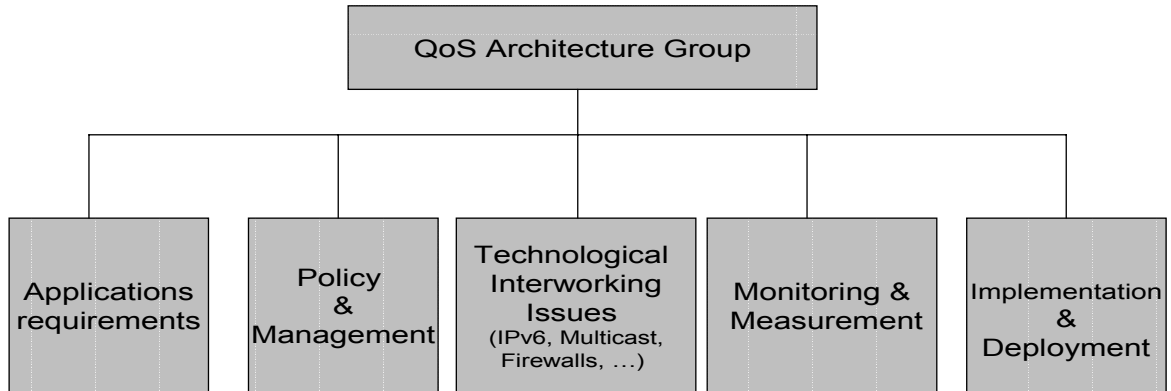 QoS Architecture Group
Applications
requirements
Policy
&
Management
Technological
Interworking
Issues
(IPv6, Multicast,
Firewalls, …)
Monitoring &
Measurement
Implementation
&
Deployment